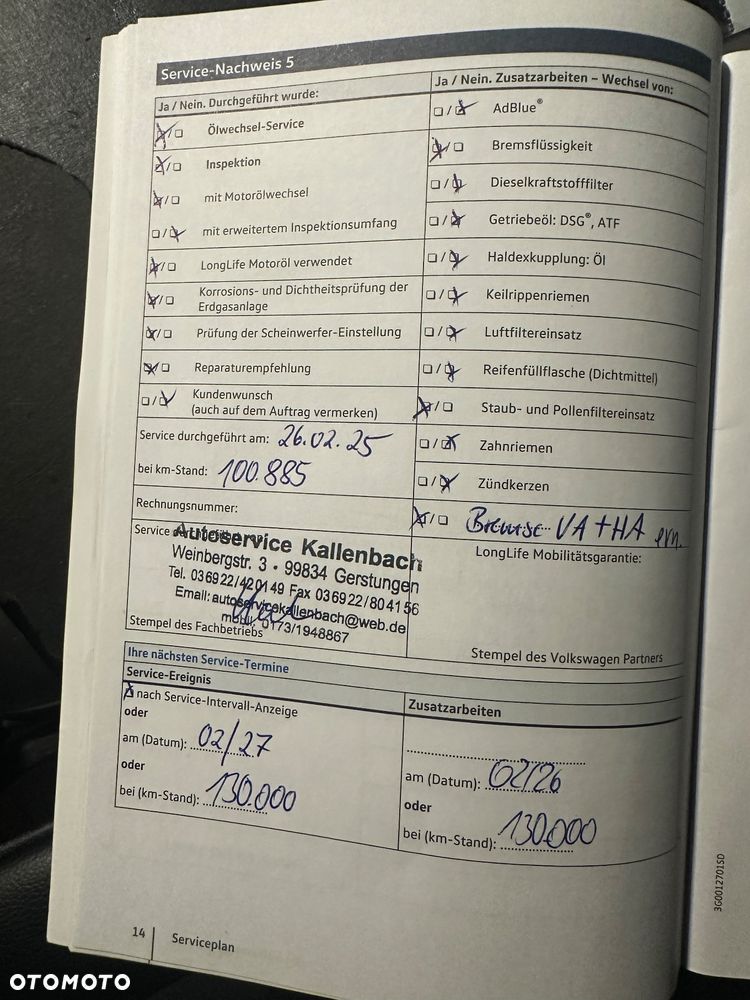 Service-Nachweis 5
Ja / Nein. Durchgeführt wurde:
☒/☐ Ölwechsel-Service
☒/☐ Inspektion
☒/☐ mit Motorölwechsel
☐/☒ mit erweitertem Inspektionsumfang
☒/☐ LongLife Motoröl verwendet
☒/☐ Korrosions- und Dichtheitsprüfung der
Erdgasanlage
☒/☐ Prüfung der Scheinwerfer-Einstellung
☒/☐ Reparaturempfehlung
☐/☒ Kundenwunsch
(auch auf dem Auftrag vermerken)
Service durchgeführt am: 26.02.25
bei km-Stand: 100.885
Rechnungsnummer:
Service
Autoservice Kallenbach
Weinbergstr. 3 • 99834 Gerstungen
Tel. 036922/420149 Fax 036922/804156
Email: autoservicekallenbach@web.de
mobil: 0173/1948867
Stempel des Fachbetriebs
Ja / Nein. Zusatzarbeiten – Wechsel von:
☐/☒ AdBlue®
☒/☐ Bremsflüssigkeit
☐/☒ Dieselkraftstofffilter
☐/☒ Getriebeöl: DSG®, ATF
☐/☒ Haldexkupplung: Öl
☐/☒ Keilrippenriemen
☐/☒ Luftfiltereinsatz
☐/☒ Reifenfüllflasche (Dichtmittel)
☒/☐ Staub- und Pollenfiltereinsatz
☐/☒ Zahnriemen
☐/☒ Zündkerzen
☒/☐ Bremse VA + HA ern.
LongLife Mobilitätsgarantie:
Stempel des Volkswagen Partners
Ihre nächsten Service-Termine
Service-Ereignis
☒ nach Service-Intervall-Anzeige
oder
am (Datum): 02/27
oder
bei (km-Stand): 130.000
Zusatzarbeiten
am (Datum): 02/26
oder
bei (km-Stand): 130.000
14 Serviceplan
3G0012701SD
OTOMOTO